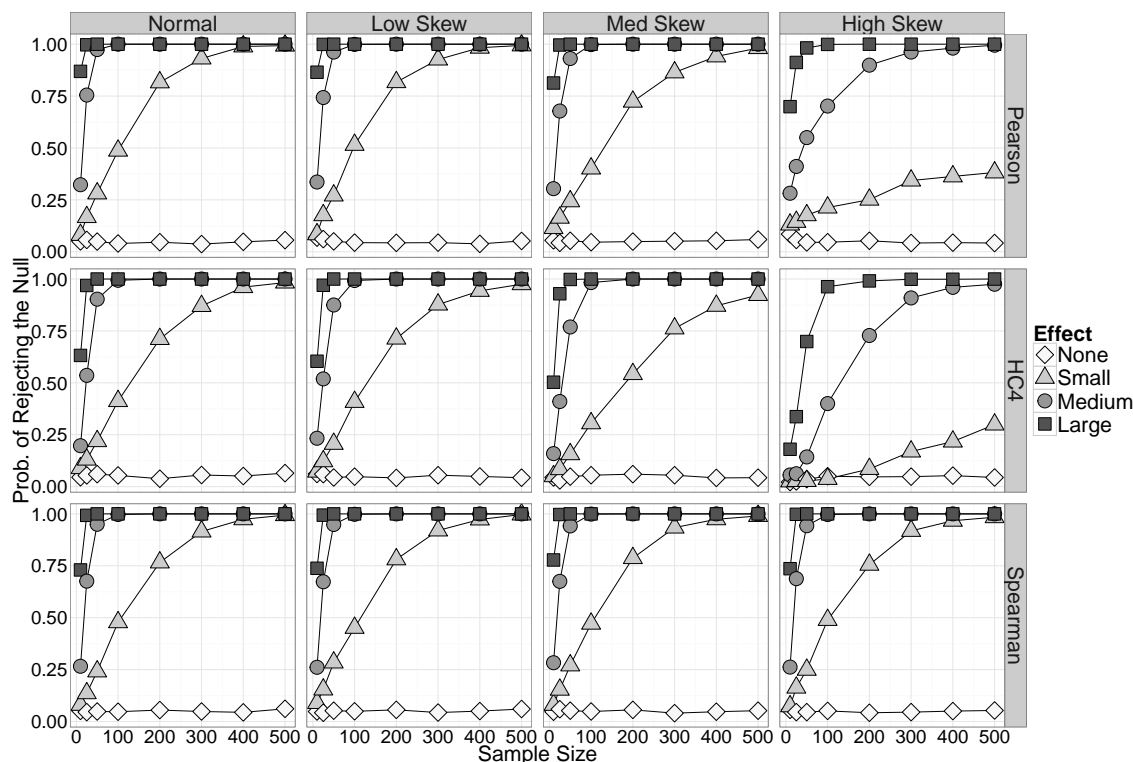 Normal Low Skew Med Skew High Skew
Prob. of Rejecting the Null
1.00
0.75
0.50
0.25
0.00
Pearson
1.00
0.75
0.50
0.25
0.00
HC4
1.00
0.75
0.50
0.25
0.00
Spearman
Effect
None
Small
Medium
Large
0 100 200 300 400 500 0 100 200 300 400 500 0 100 200 300 400 500 0 100 200 300 400 500
Sample Size